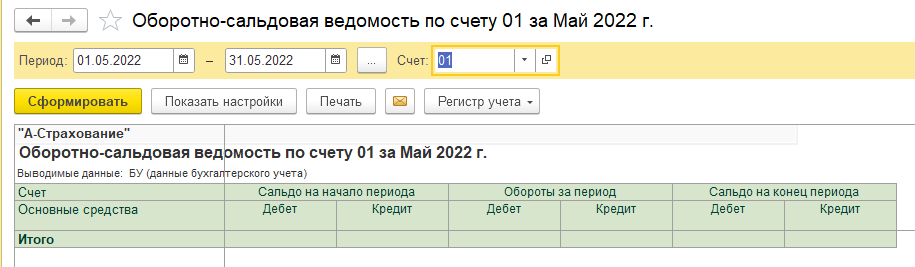 Оборотно-сальдовая ведомость по счету 01 за Май 2022 г.
Период: 01.05.2022 – 31.05.2022 ... Счет: 01
Сформировать Показать настройки Печать Регистр учета
"А-Страхование"
Оборотно-сальдовая ведомость по счету 01 за Май 2022 г.
Выводимые данные: БУ (данные бухгалтерского учета)
Счет Сальдо на начало периода Обороты за период Сальдо на конец периода
Основные средства Дебет Кредит Дебет Кредит Дебет Кредит
Итого